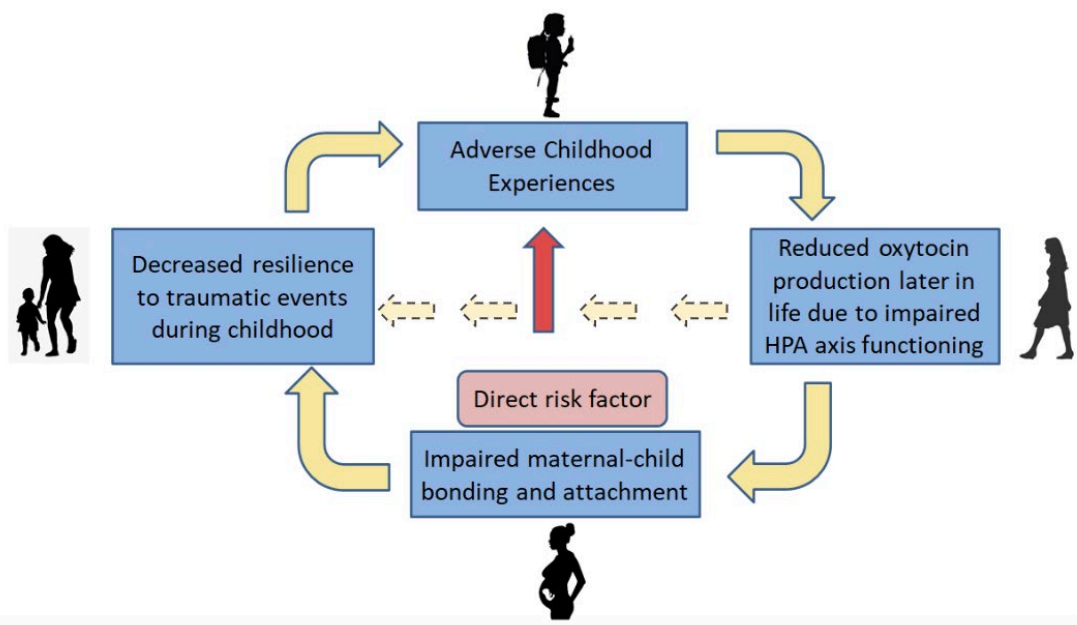 Adverse Childhood
Experiences
Decreased resilience
to traumatic events
during childhood
Reduced oxytocin
production later in
life due to impaired
HPA axis functioning
Direct risk factor
Impaired maternal-child
bonding and attachment